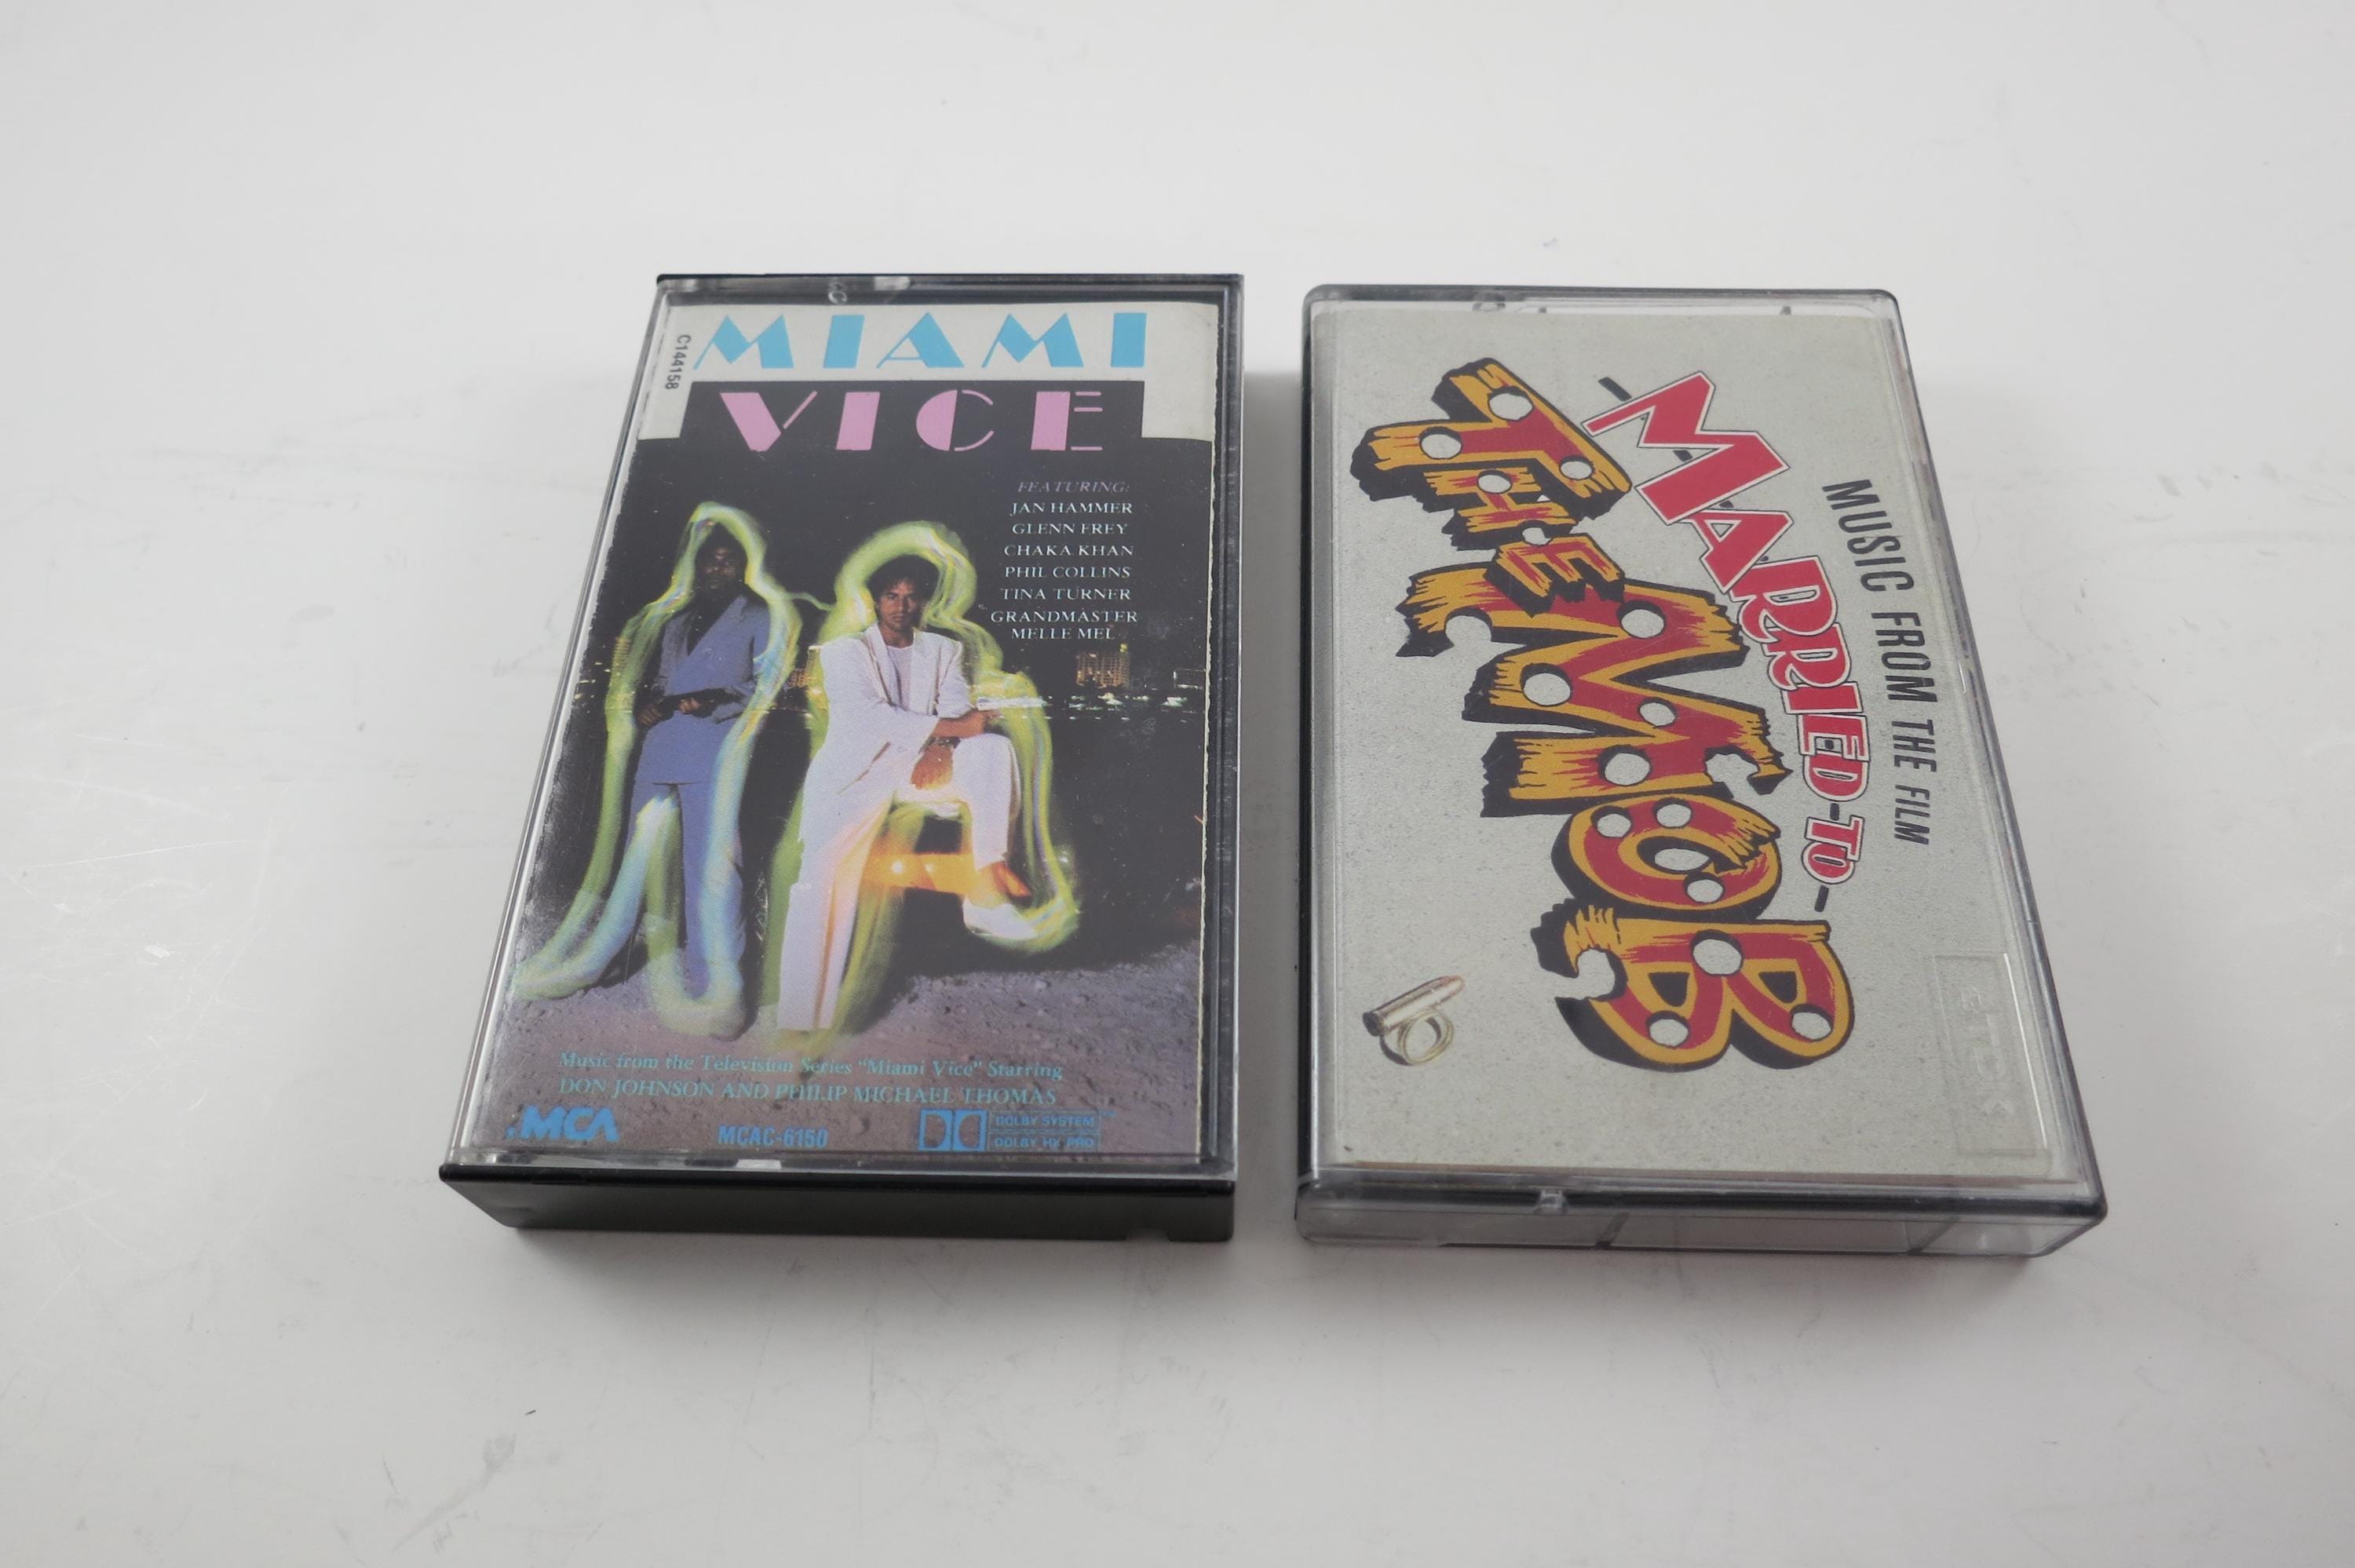 C144158
MIAMI
VICE
FEATURING:
JAN HAMMER
GLENN FREY
CHAKA KHAN
PHIL COLLINS
TINA TURNER
GRANDMASTER
MELLE MEL
Music from the Television Series "Miami Vice" Starring
DON JOHNSON AND PHILIP MICHAEL THOMAS
MCA
MCAC-6150
DOLBY SYSTEM™
DOLBY HX PRO
MUSIC FROM THE FILM
MARRIED TO
THE MOB